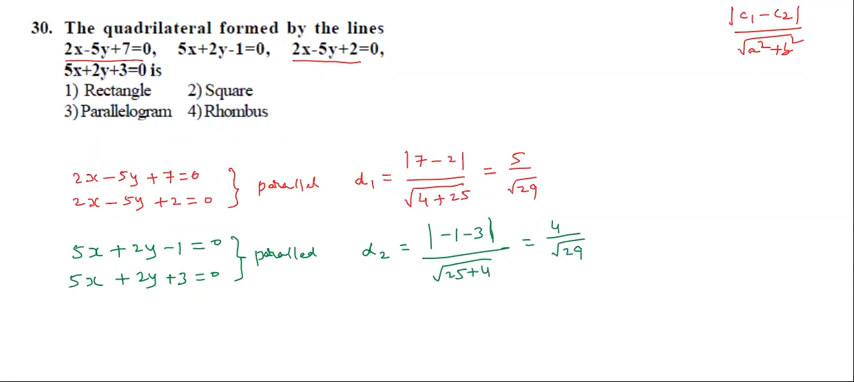 |c₁ - c₂|
√a²+b²
30. The quadrilateral formed by the lines
2x-5y+7=0, 5x+2y-1=0, 2x-5y+2=0,
5x+2y+3=0 is
1) Rectangle 2) Square
3) Parallelogram 4) Rhombus
2x - 5y + 7 = 0
2x - 5y + 2 = 0 } parallel d₁ = |7 - 2| / √4+25 = 5 / √29
5x + 2y - 1 = 0
5x + 2y + 3 = 0 } parallel d₂ = |-1-3| / √25+4 = 4 / √29